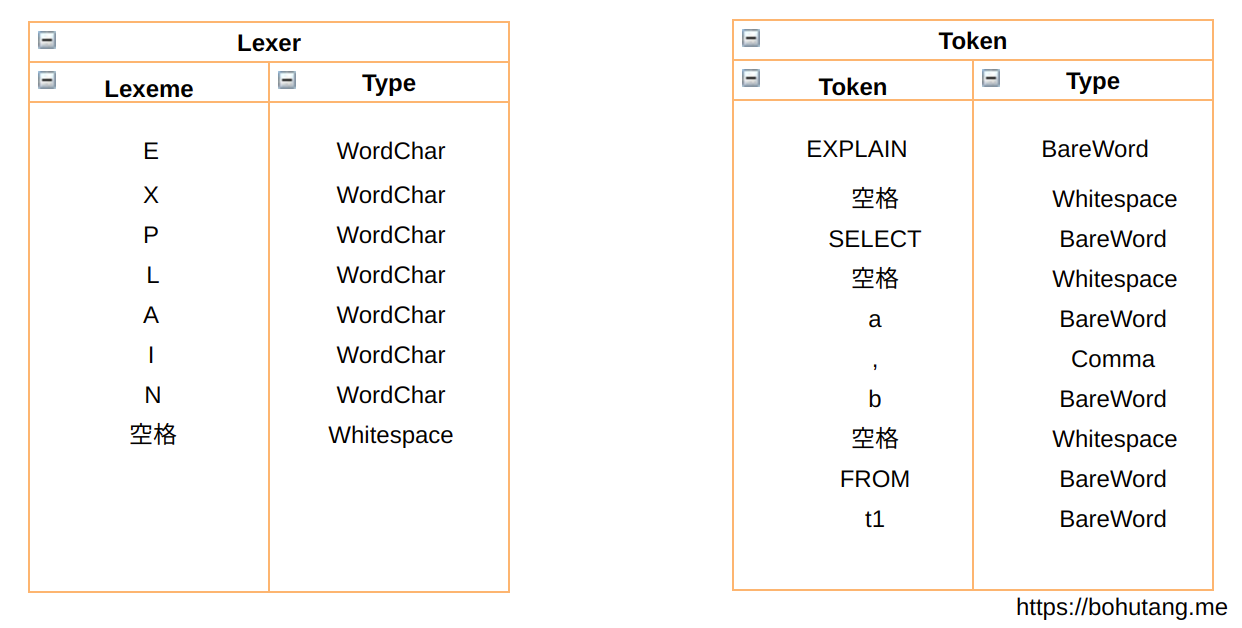 Lexer
Lexeme Type
E WordChar
X WordChar
P WordChar
L WordChar
A WordChar
I WordChar
N WordChar
空格 Whitespace
Token
Token Type
EXPLAIN BareWord
空格 Whitespace
SELECT BareWord
空格 Whitespace
a BareWord
, Comma
b BareWord
空格 Whitespace
FROM BareWord
t1 BareWord
https://bohutang.me